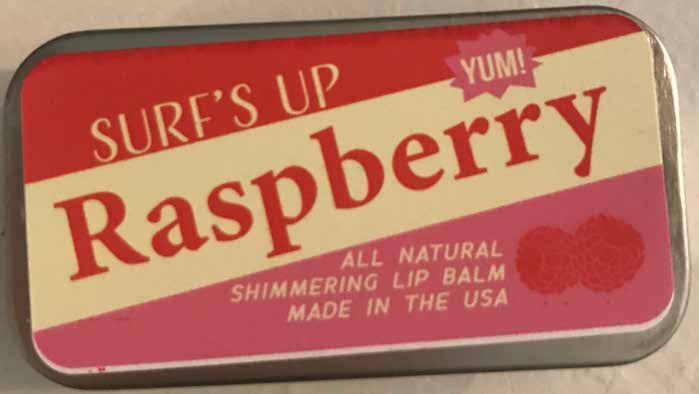 SURF'S UP
YUM!
Raspberry
ALL NATURAL
SHIMMERING LIP BALM
MADE IN THE USA